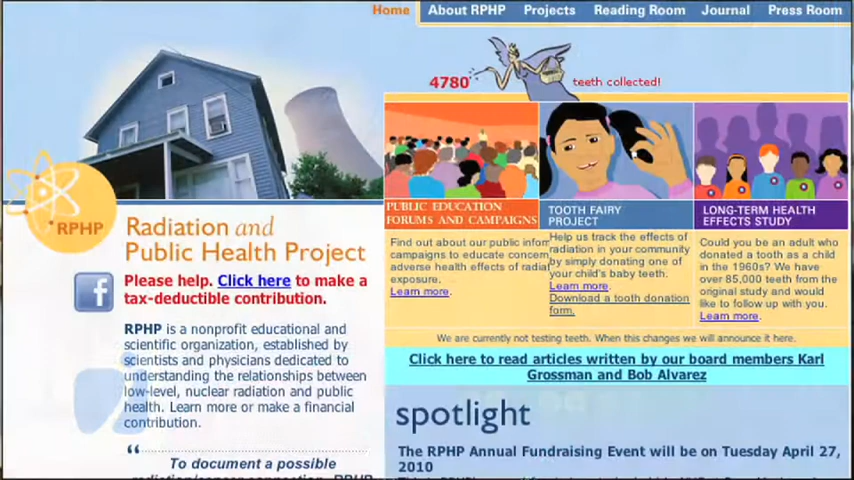 Home About RPHP Projects Reading Room Journal Press Room
4780 teeth collected!
RPHP
Radiation and
Public Health Project
Please help. Click here to make a
tax-deductible contribution.
RPHP is a nonprofit educational and
scientific organization, established by
scientists and physicians dedicated to
understanding the relationships between
low-level, nuclear radiation and public
health. Learn more or make a financial
contribution.
“
To document a possible
PUBLIC EDUCATION
FORUMS AND CAMPAIGNS
Find out about our public infor
campaigns to educate concern
adverse health effects of radia
exposure.
Learn more.
TOOTH FAIRY
PROJECT
Help us track the effects of
radiation in your community
by simply donating one of
your child's baby teeth.
Learn more.
Download a tooth donation
form.
LONG-TERM HEALTH
EFFECTS STUDY
Could you be an adult who
donated a tooth as a child
in the 1960s? We have
over 85,000 teeth from the
original study and would
like to follow up with you.
Learn more.
We are currently not testing teeth. When this changes we will announce it here.
Click here to read articles written by our board members Karl
Grossman and Bob Alvarez
spotlight
The RPHP Annual Fundraising Event will be on Tuesday April 27,
2010